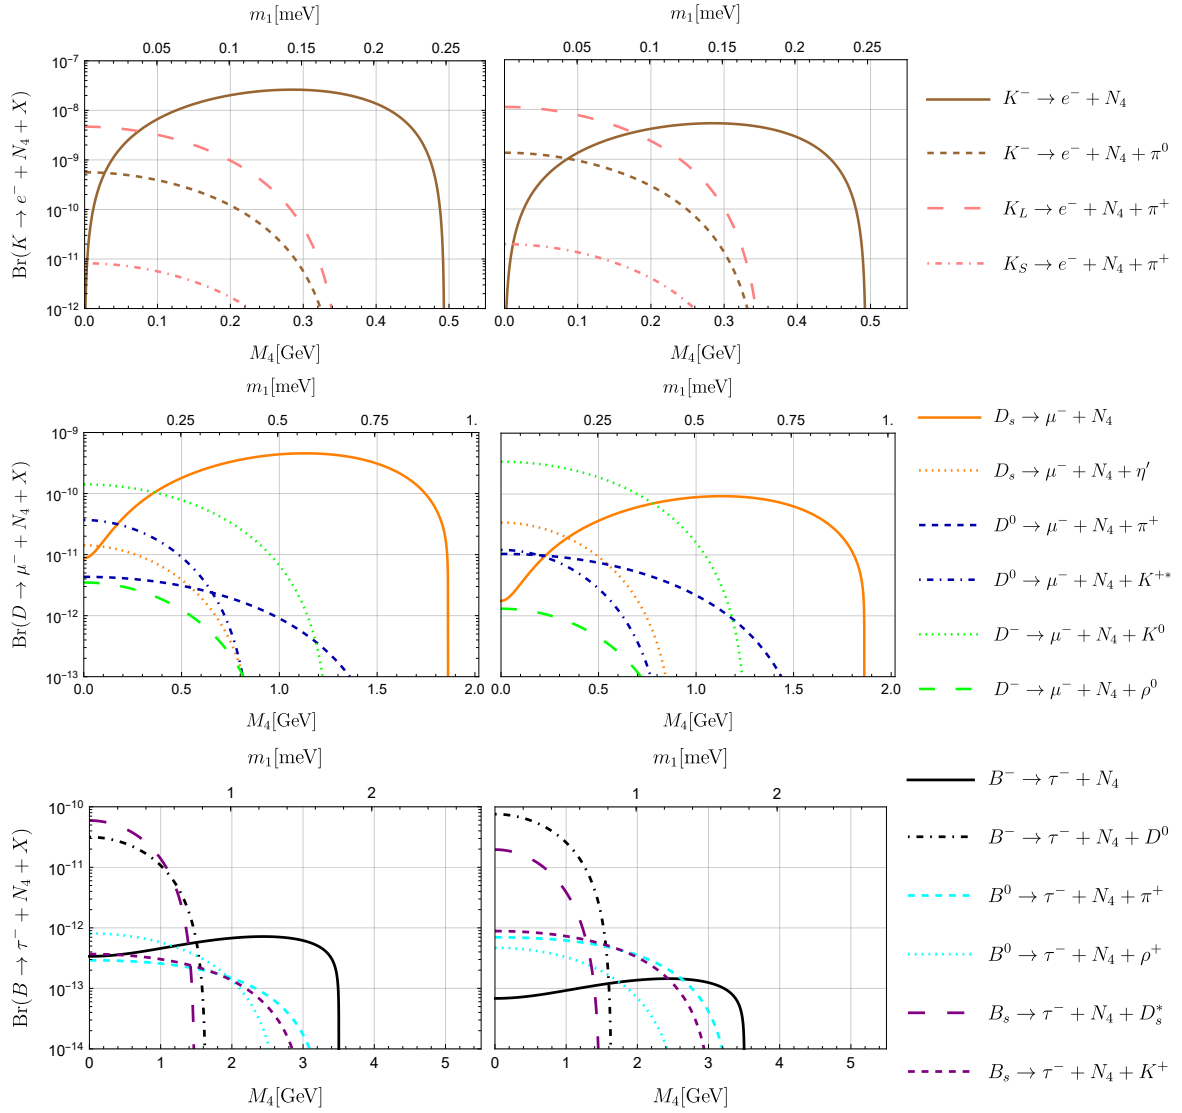 m₁[meV] m₁[meV]
0.05 0.1 0.15 0.2 0.25 0.05 0.1 0.15 0.2 0.25
Br(K → e⁻ + N₄ + X)
10⁻⁷
10⁻⁸
10⁻⁹
10⁻¹⁰
10⁻¹¹
10⁻¹²
0.0 0.1 0.2 0.3 0.4 0.5 0.0 0.1 0.2 0.3 0.4 0.5
M₄[GeV] M₄[GeV]
K⁻ → e⁻ + N₄
K⁻ → e⁻ + N₄ + π⁰
K_L → e⁻ + N₄ + π⁺
K_S → e⁻ + N₄ + π⁺
m₁[meV] m₁[meV]
0.25 0.5 0.75 1. 0.25 0.5 0.75 1.
Br(D → μ⁻ + N₄ + X)
10⁻⁹
10⁻¹⁰
10⁻¹¹
10⁻¹²
10⁻¹³
0.0 0.5 1.0 1.5 2.0 0.0 0.5 1.0 1.5 2.0
M₄[GeV] M₄[GeV]
D_s → μ⁻ + N₄
D_s → μ⁻ + N₄ + η′
D⁰ → μ⁻ + N₄ + π⁺
D⁰ → μ⁻ + N₄ + K⁺*
D⁻ → μ⁻ + N₄ + K⁰
D⁻ → μ⁻ + N₄ + ρ⁰
m₁[meV] m₁[meV]
1 2 1 2
Br(B → τ⁻ + N₄ + X)
10⁻¹⁰
10⁻¹¹
10⁻¹²
10⁻¹³
10⁻¹⁴
0 1 2 3 4 5 0 1 2 3 4 5
M₄[GeV] M₄[GeV]
B⁻ → τ⁻ + N₄
B⁻ → τ⁻ + N₄ + D⁰
B⁰ → τ⁻ + N₄ + π⁺
B⁰ → τ⁻ + N₄ + ρ⁺
B_s → τ⁻ + N₄ + D_s*
B_s → τ⁻ + N₄ + K⁺